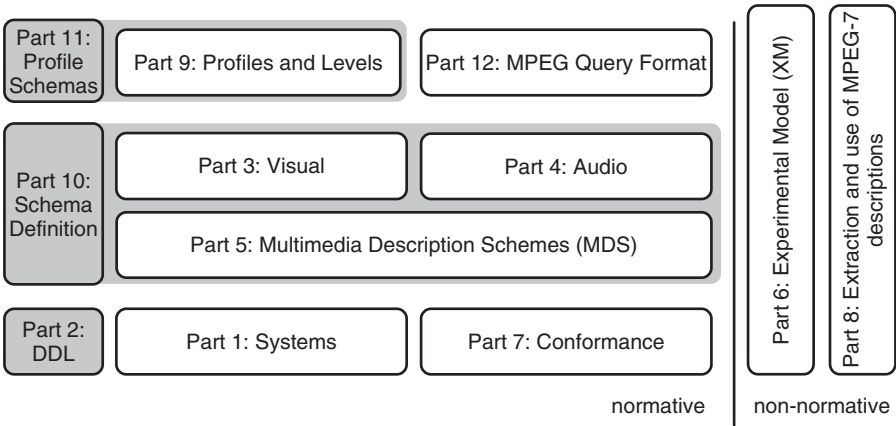 Part 11:
Profile
Schemas
Part 9: Profiles and Levels
Part 12: MPEG Query Format
Part 10:
Schema
Definition
Part 3: Visual
Part 4: Audio
Part 5: Multimedia Description Schemes (MDS)
Part 2:
DDL
Part 1: Systems
Part 7: Conformance
normative
Part 6: Experimental Model (XM)
Part 8: Extraction and use of MPEG-7
descriptions
non-normative